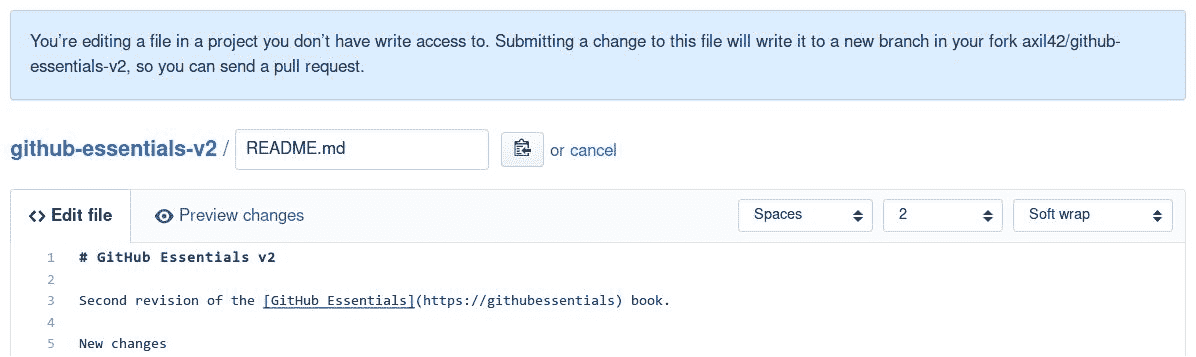 You’re editing a file in a project you don’t have write access to. Submitting a change to this file will write it to a new branch in your fork axil42/github-
essentials-v2, so you can send a pull request.
github-essentials-v2 / README.md or cancel
<> Edit file Preview changes Spaces 2 Soft wrap
1 # GitHub Essentials v2
2
3 Second revision of the [GitHub Essentials](https://githubessentials) book.
4
5 New changes